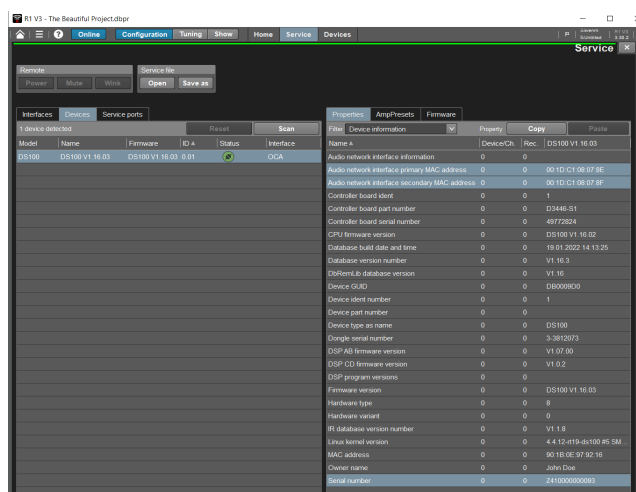 R1 V3 - The Beautiful Project.dbpr
Online Configuration Tuning Show Home Service Devices
Service
Remote Service file
Power Mute Wink Open Save as
Interfaces Devices Service ports
1 device detected Reset Scan
Model Name Firmware ID Status Interface
DS100 DS100 V1.16.03 DS100 V1.16.03 0.01 OCA
Properties AmpPresets Firmware
Filter Device information Property Copy Paste
Name Device/Ch. Rec. DS100 V1.16.03
Audio network interface information 0 0
Audio network interface primary MAC address 0 0 00:1D:C1:08:07:8E
Audio network interface secondary MAC address 0 0 00:1D:C1:08:07:8F
Controller board ident 0 0 1
Controller board part number 0 0 D3446-S1
Controller board serial number 0 0 49772824
CPU firmware version 0 0 DS100 V1.16.02
Database build date and time 0 0 19.01.2022 14:13:25
Database version number 0 0 V1.16.3
DbRemLib database version 0 0 V1.16
Device GUID 0 0 DB0009D0
Device ident number 0 0 1
Device part number 0 0
Device type as name 0 0 DS100
Dongle serial number 0 0 3-3812073
DSP AB firmware version 0 0 V1.07.00
DSP CD firmware version 0 0 V1.0.2
DSP program versions 0 0
Firmware version 0 0 DS100 V1.16.03
Hardware type 0 0 8
Hardware variant 0 0 0
IR database version number 0 0 V1.1.8
Linux kernel version 0 0 4.4.12-rt19-ds100 #5 SM...
MAC address 0 0 90:1B:0E:97:92:16
Owner name 0 0 John Doe
Serial number 0 0 Z410000000093